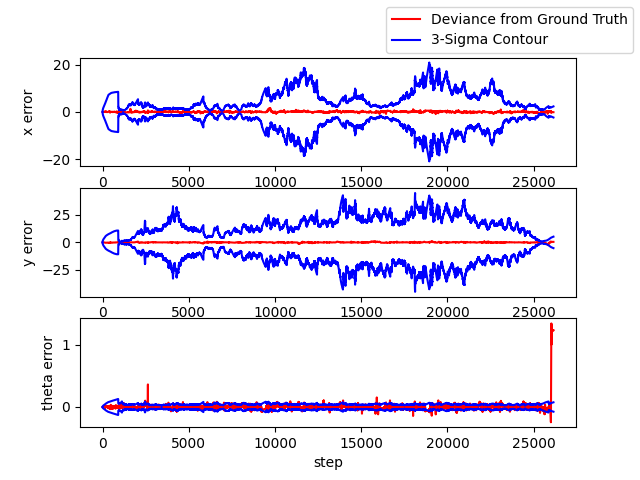 Deviance from Ground Truth
3-Sigma Contour
20
0
−20
x error
0 5000 10000 15000 20000 25000
25
0
−25
y error
0 5000 10000 15000 20000 25000
1
0
theta error
0 5000 10000 15000 20000 25000
step